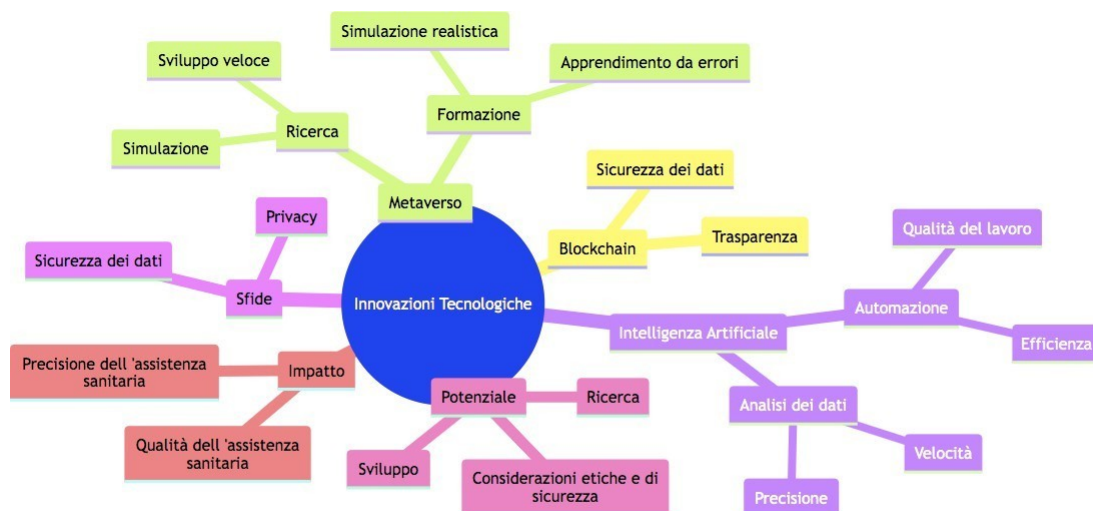 Simulazione realistica
Sviluppo veloce
Apprendimento da errori
Formazione
Ricerca
Simulazione
Metaverso
Sicurezza dei dati
Trasparenza
Blockchain
Privacy
Sicurezza dei dati
Sfide
Innovazioni Tecnologiche
Qualità del lavoro
Automazione
Efficienza
Intelligenza Artificiale
Analisi dei dati
Velocità
Precisione
Precisione dell 'assistenza
sanitaria
Impatto
Qualità dell 'assistenza
sanitaria
Potenziale
Ricerca
Sviluppo
Considerazioni etiche e di
sicurezza